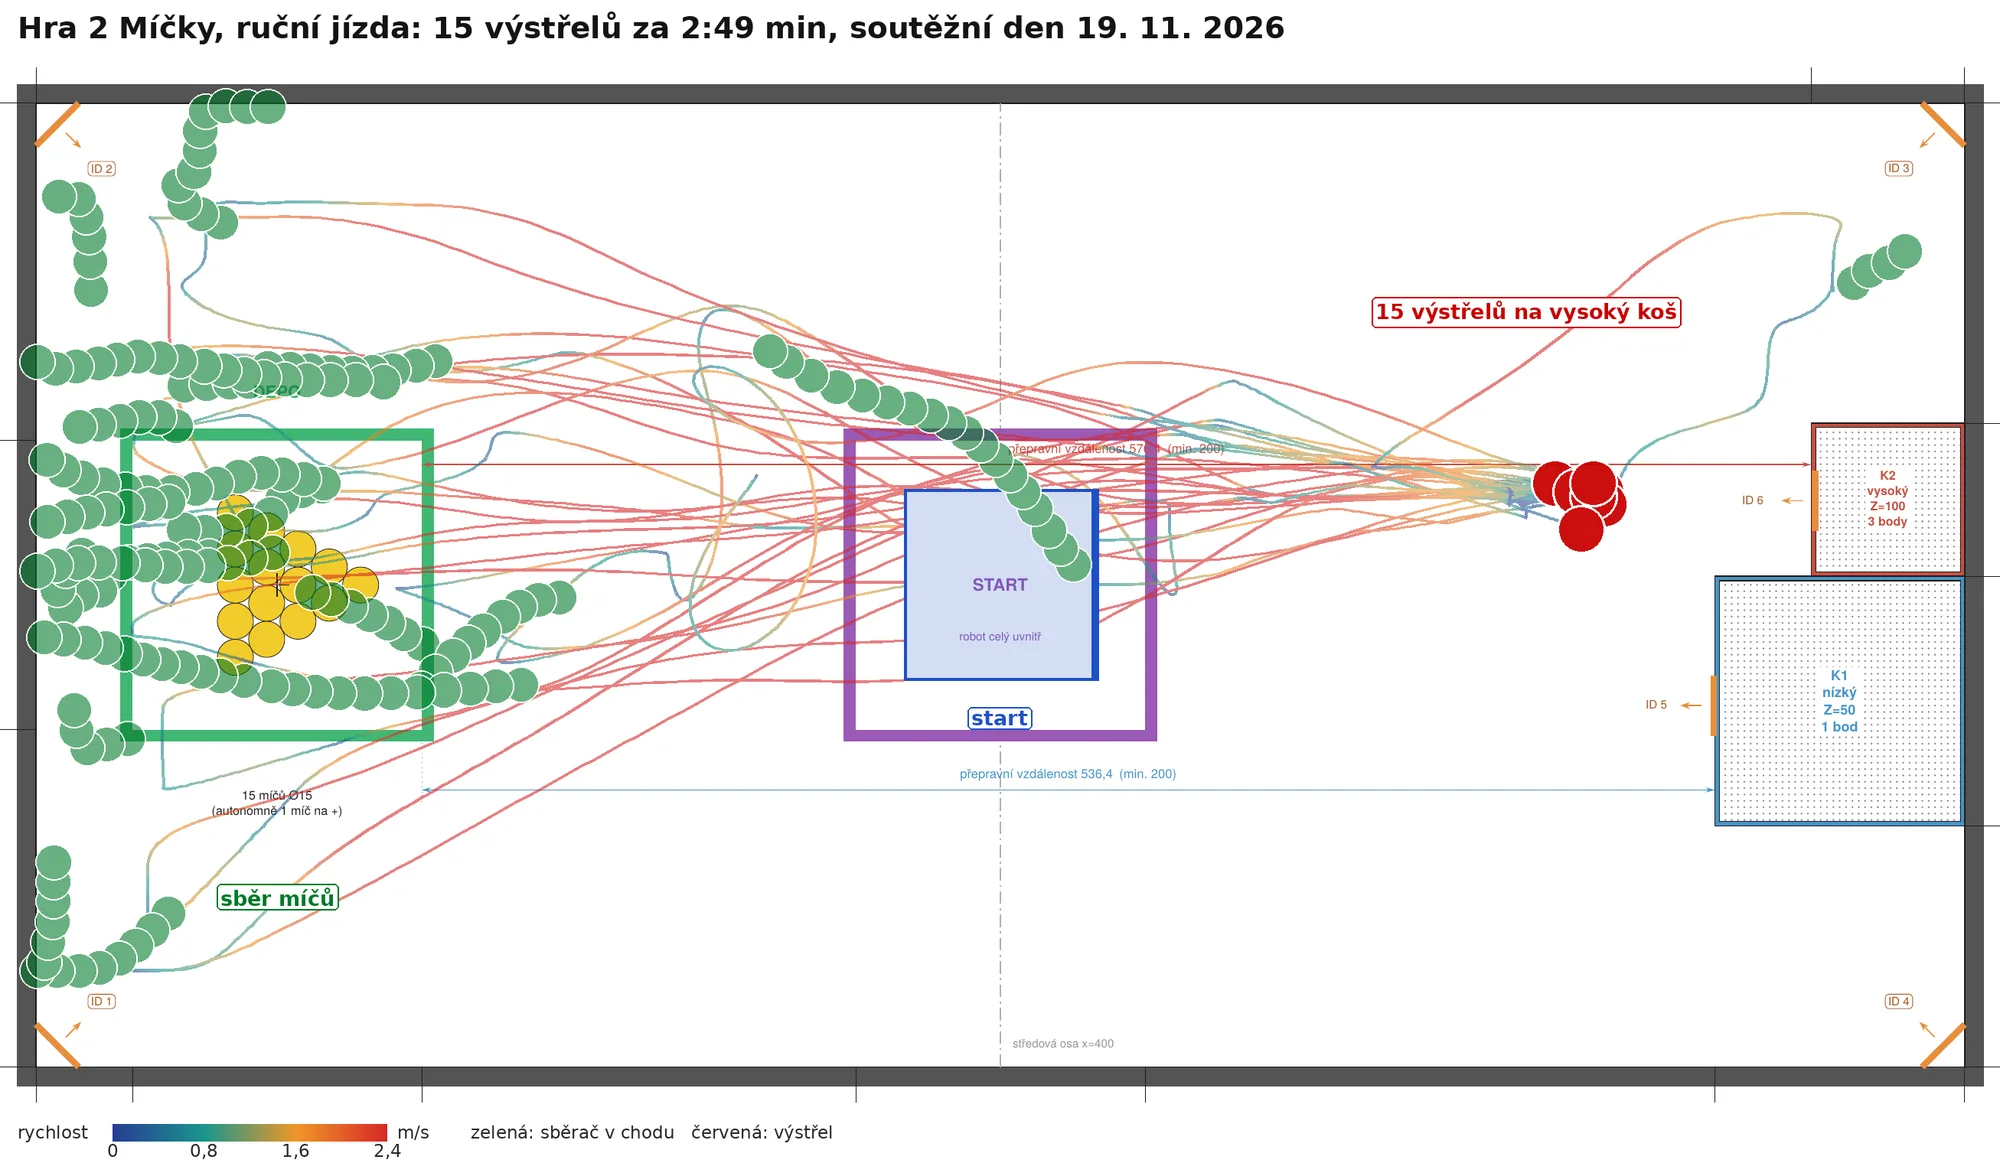 Hra 2 Míčky, ruční jízda: 15 výstřelů za 2:49 min, soutěžní den 19. 11. 2026
ID 2
ID 3
15 výstřelů na vysoký koš
DEPO
přepravní vzdálenost 576,4 (min. 200)
K2
vysoký
Z=100
3 body
ID 6
START
robot celý uvnitř
K1
nízký
Z=50
1 bod
ID 5
start
přepravní vzdálenost 536,4 (min. 200)
15 míčů Ø15
(autonomně 1 míč na +)
sběr míčů
ID 1
ID 4
středová osa x=400
rychlost
m/s
zelená: sběrač v chodu
červená: výstřel
0
0,8
1,6
2,4